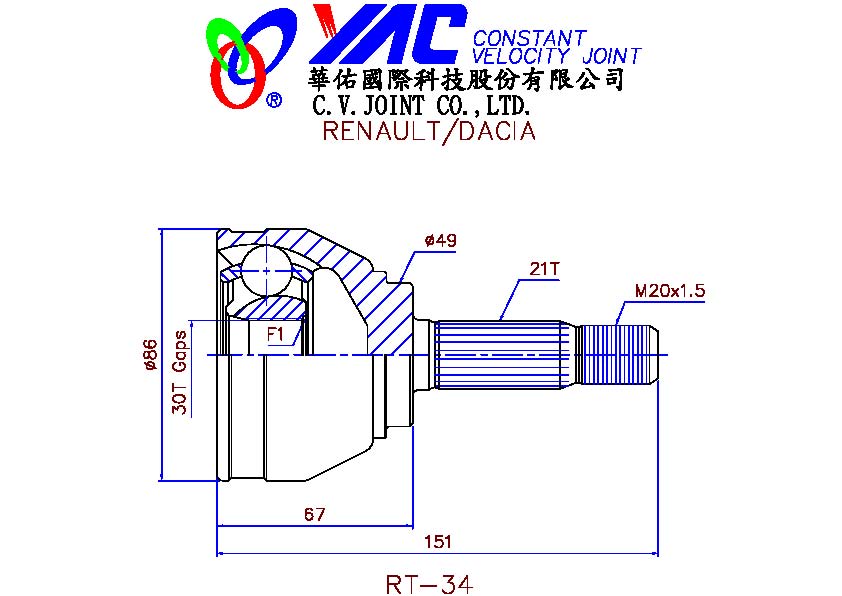 YAC CONSTANT
VELOCITY JOINT
®
華佑國際科技股份有限公司
C.V.JOINT CO.,LTD.
RENAULT/DACIA
ø49
21T
M20x1.5
F1
ø86
30T Gaps
67
151
RT-34